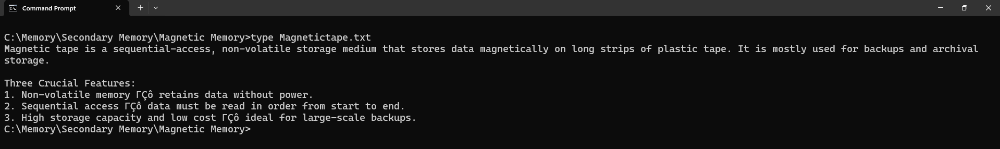 Command Prompt
C:\Memory\Secondary Memory\Magnetic Memory>type Magnetictape.txt
Magnetic tape is a sequential-access, non-volatile storage medium that stores data magnetically on long strips of plastic tape. It is mostly used for backups and archival
storage.
Three Crucial Features:
1. Non-volatile memory ΓÇô retains data without power.
2. Sequential access ΓÇô data must be read in order from start to end.
3. High storage capacity and low cost ΓÇô ideal for large-scale backups.
C:\Memory\Secondary Memory\Magnetic Memory>